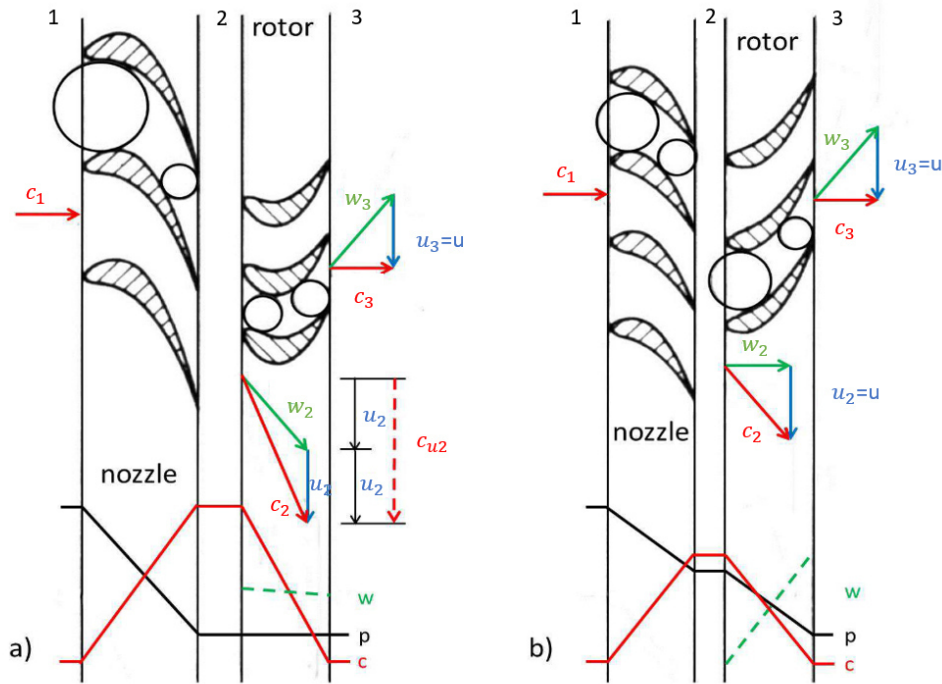 1
2
3
rotor
c₁
w₃
u₃=u
c₃
w₂
u₂
c_{u2}
c₂
u₂
nozzle
w
p
c
a)
1
2
3
rotor
c₁
w₃
u₃=u
c₃
w₂
u₂=u
c₂
nozzle
w
p
c
b)